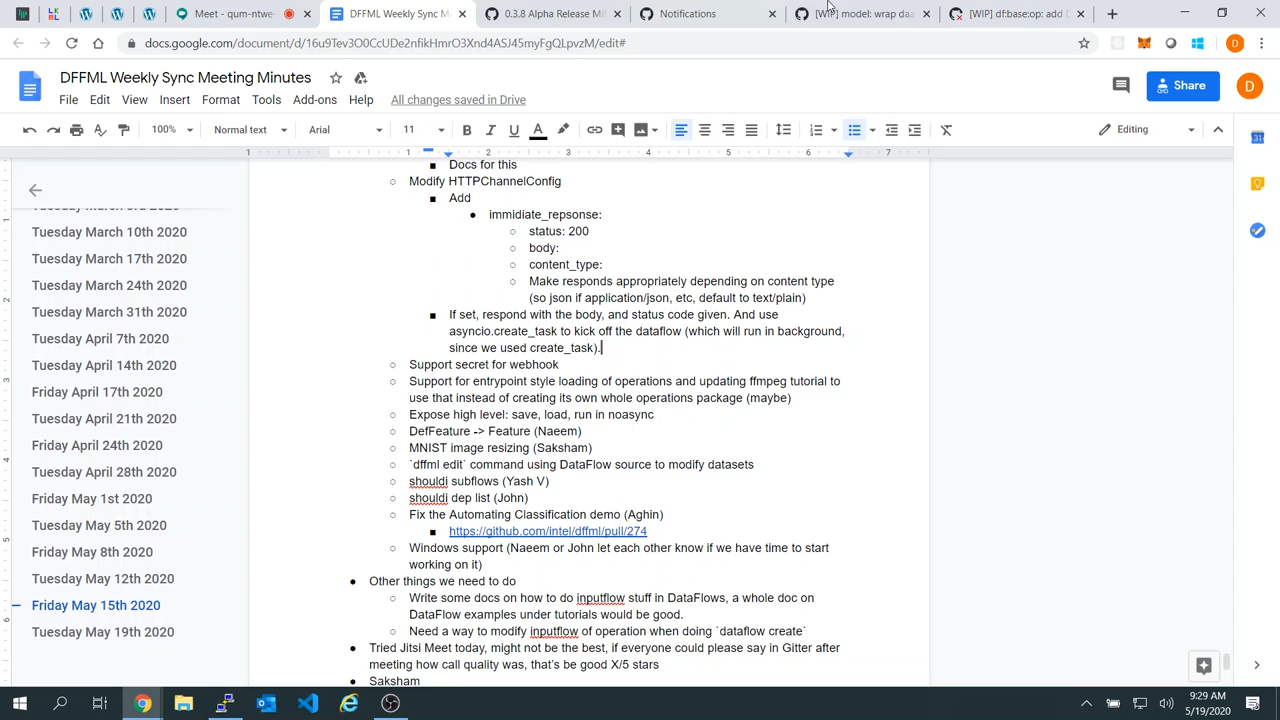 Meet - qum-ntwe
DFFML Weekly Sync M
0.3.8 Alpha Release Mil
Notifications
[WIP] model: wrap daa
[WIP] df:base:op: add D
docs.google.com/document/d/16u9Tev3O0CcUDe2nfikHmrO3Xnd4ASJ45myFgQLpvzM/edit#
DFFML Weekly Sync Meeting Minutes
File Edit View Insert Format Tools Add-ons Help All changes saved in Drive
Share
D
100% Normal text Arial 11 B I U A Editing
1 1 2 3 4 5 6 7
Tuesday March 10th 2020
Tuesday March 17th 2020
Tuesday March 24th 2020
Tuesday March 31th 2020
Tuesday April 7th 2020
Tuesday April 14th 2020
Friday April 17th 2020
Tuesday April 21th 2020
Friday April 24th 2020
Tuesday April 28th 2020
Friday May 1st 2020
Tuesday May 5th 2020
Friday May 8th 2020
Tuesday May 12th 2020
Friday May 15th 2020
Tuesday May 19th 2020
■ Docs for this
○ Modify HTTPChannelConfig
■ Add
● immidiate_repsonse:
○ status: 200
○ body:
○ content_type:
○ Make responds appropriately depending on content type
(so json if application/json, etc, default to text/plain)
■ If set, respond with the body, and status code given. And use
asyncio.create_task to kick off the dataflow (which will run in background,
since we used create_task).
○ Support secret for webhook
○ Support for entrypoint style loading of operations and updating ffmpeg tutorial to
use that instead of creating its own whole operations package (maybe)
○ Expose high level: save, load, run in noasync
○ DefFeature -> Feature (Naeem)
○ MNIST image resizing (Saksham)
○ `dffml edit` command using DataFlow source to modify datasets
○ shouldi subflows (Yash V)
○ shouldi dep list (John)
○ Fix the Automating Classification demo (Aghin)
■ https://github.com/intel/dffml/pull/274
○ Windows support (Naeem or John let each other know if we have time to start
working on it)
● Other things we need to do
○ Write some docs on how to do inputflow stuff in DataFlows, a whole doc on
DataFlow examples under tutorials would be good.
○ Need a way to modify inputflow of operation when doing `dataflow create`
● Tried Jitsi Meet today, might not be the best, if everyone could please say in Gitter after
meeting how call quality was, that's be good X/5 stars
● Saksham
9:29 AM
5/19/2020